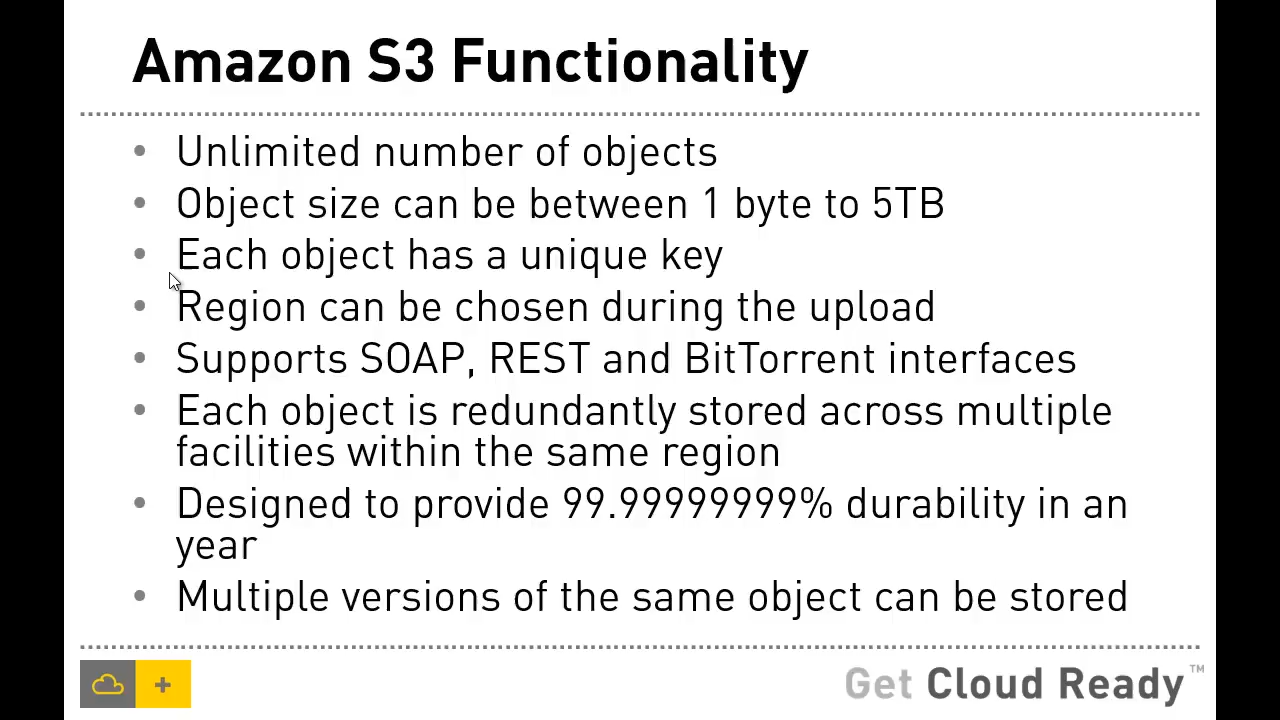 Amazon S3 Functionality
• Unlimited number of objects
• Object size can be between 1 byte to 5TB
• Each object has a unique key
• Region can be chosen during the upload
• Supports SOAP, REST and BitTorrent interfaces
• Each object is redundantly stored across multiple
facilities within the same region
• Designed to provide 99.99999999% durability in an
year
• Multiple versions of the same object can be stored
+
Get Cloud Ready™